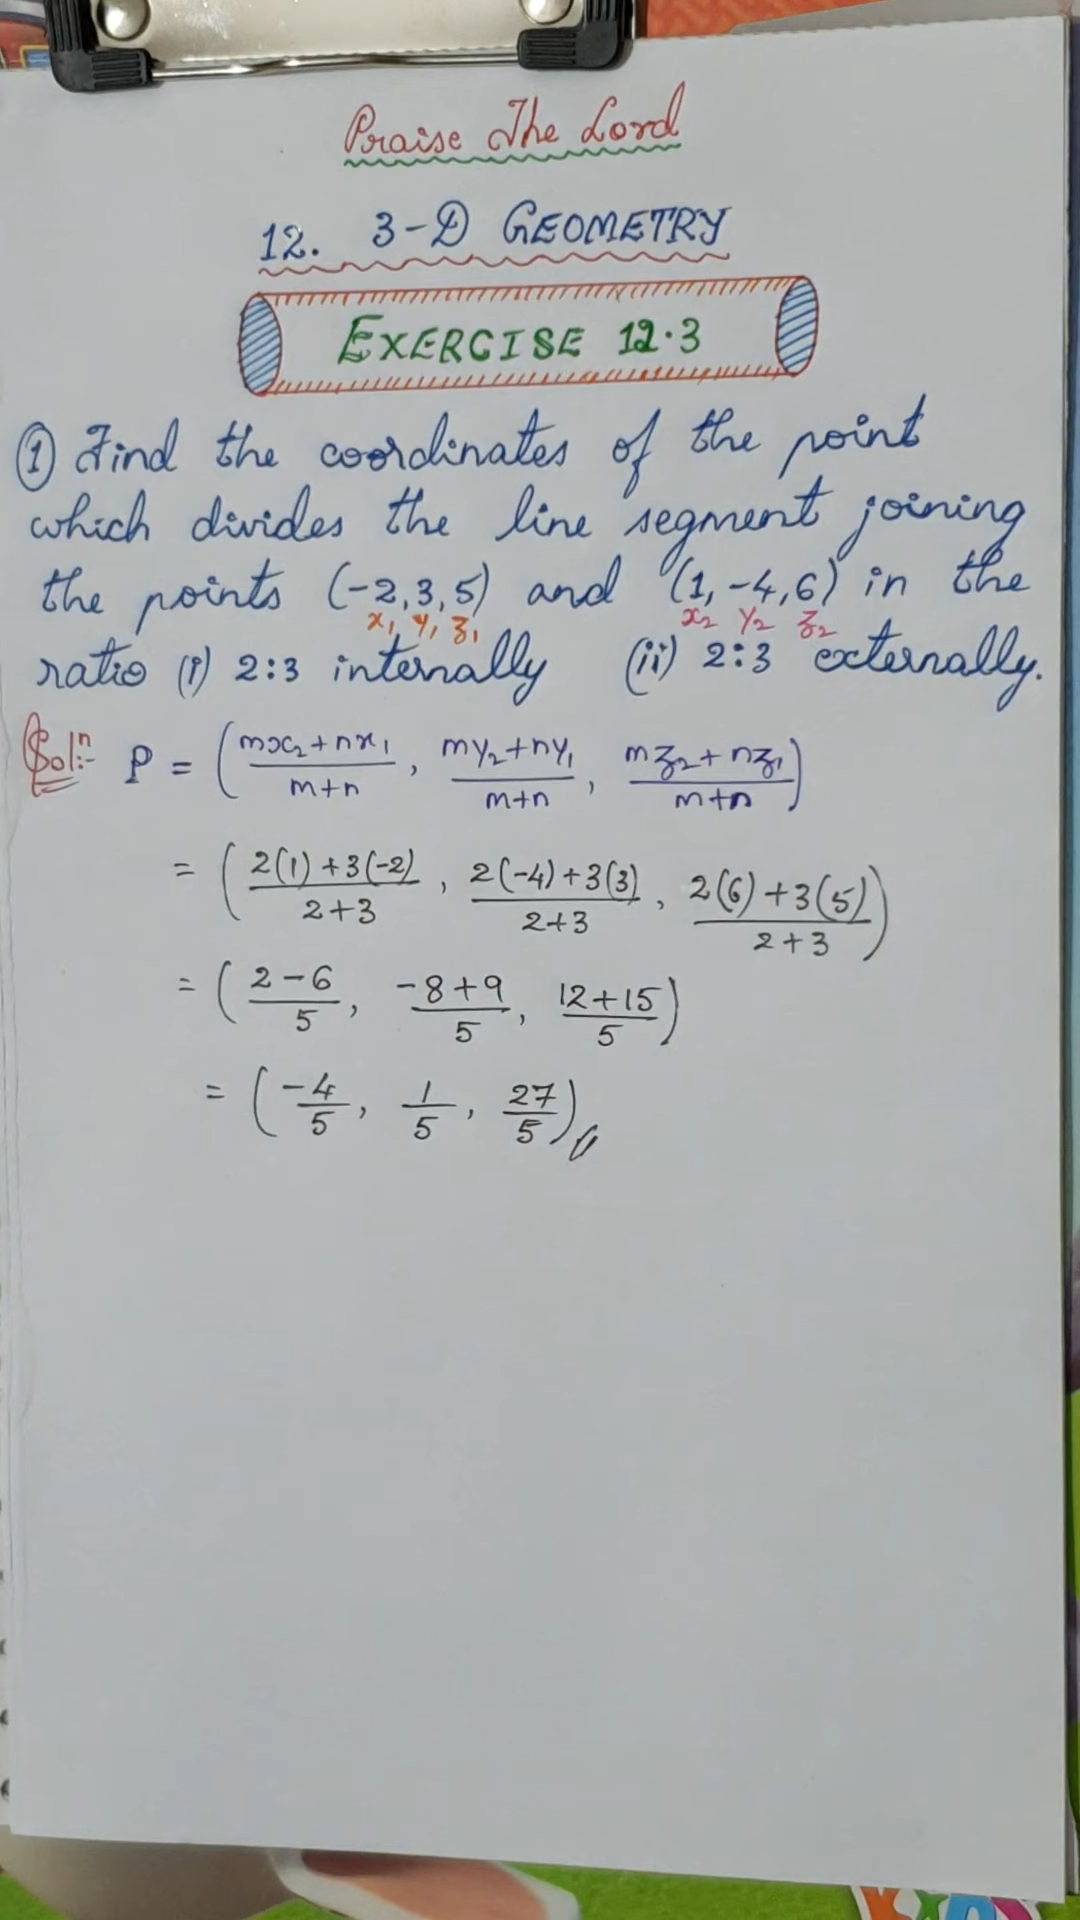 Praise The Lord
12. 3-D GEOMETRY
EXERCISE 12.3
① Find the coordinates of the point
which divides the line segment joining
the points (-2,3,5) and (1,-4,6) in the
x₁ y₁ z₁ x₂ y₂ z₂
ratio (i) 2:3 internally (ii) 2:3 externally.
Solⁿ:- P = ( (mx₂+nx₁)/(m+n) , (my₂+ny₁)/(m+n) , (mz₂+nz₁)/(m+n) )
= ( (2(1)+3(-2))/(2+3) , (2(-4)+3(3))/(2+3) , (2(6)+3(5))/(2+3) )
= ( (2-6)/5 , (-8+9)/5 , (12+15)/5 )
= ( -4/5 , 1/5 , 27/5 )